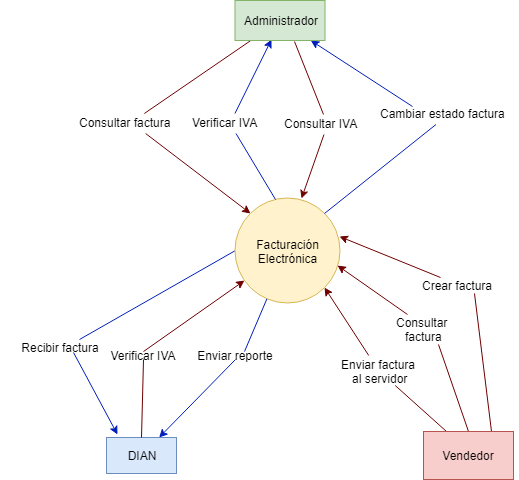 Administrador
Consultar factura
Verificar IVA
Consultar IVA
Cambiar estado factura
Facturación
Electrónica
Crear factura
Consultar
factura
Enviar factura
al servidor
Recibir factura
Verificar IVA
Enviar reporte
DIAN
Vendedor